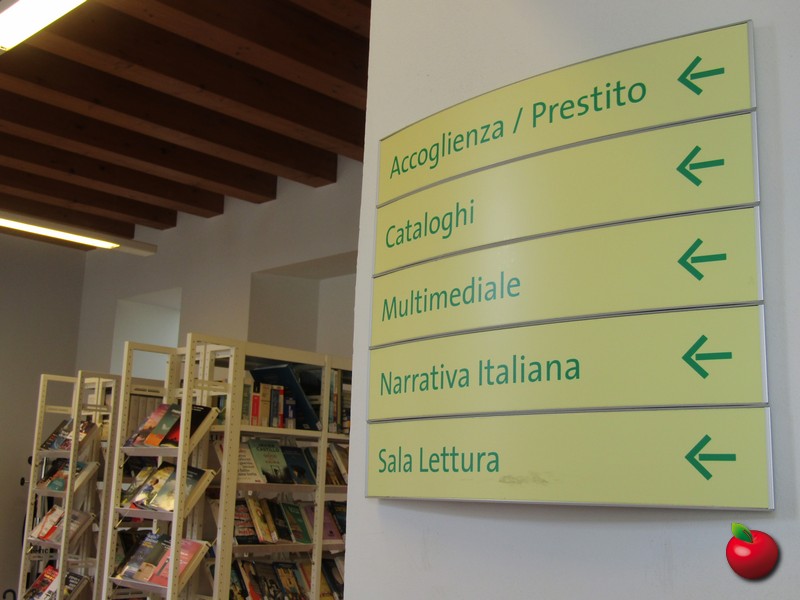 Accoglienza / Prestito
Cataloghi
Multimediale
Narrativa Italiana
Sala Lettura